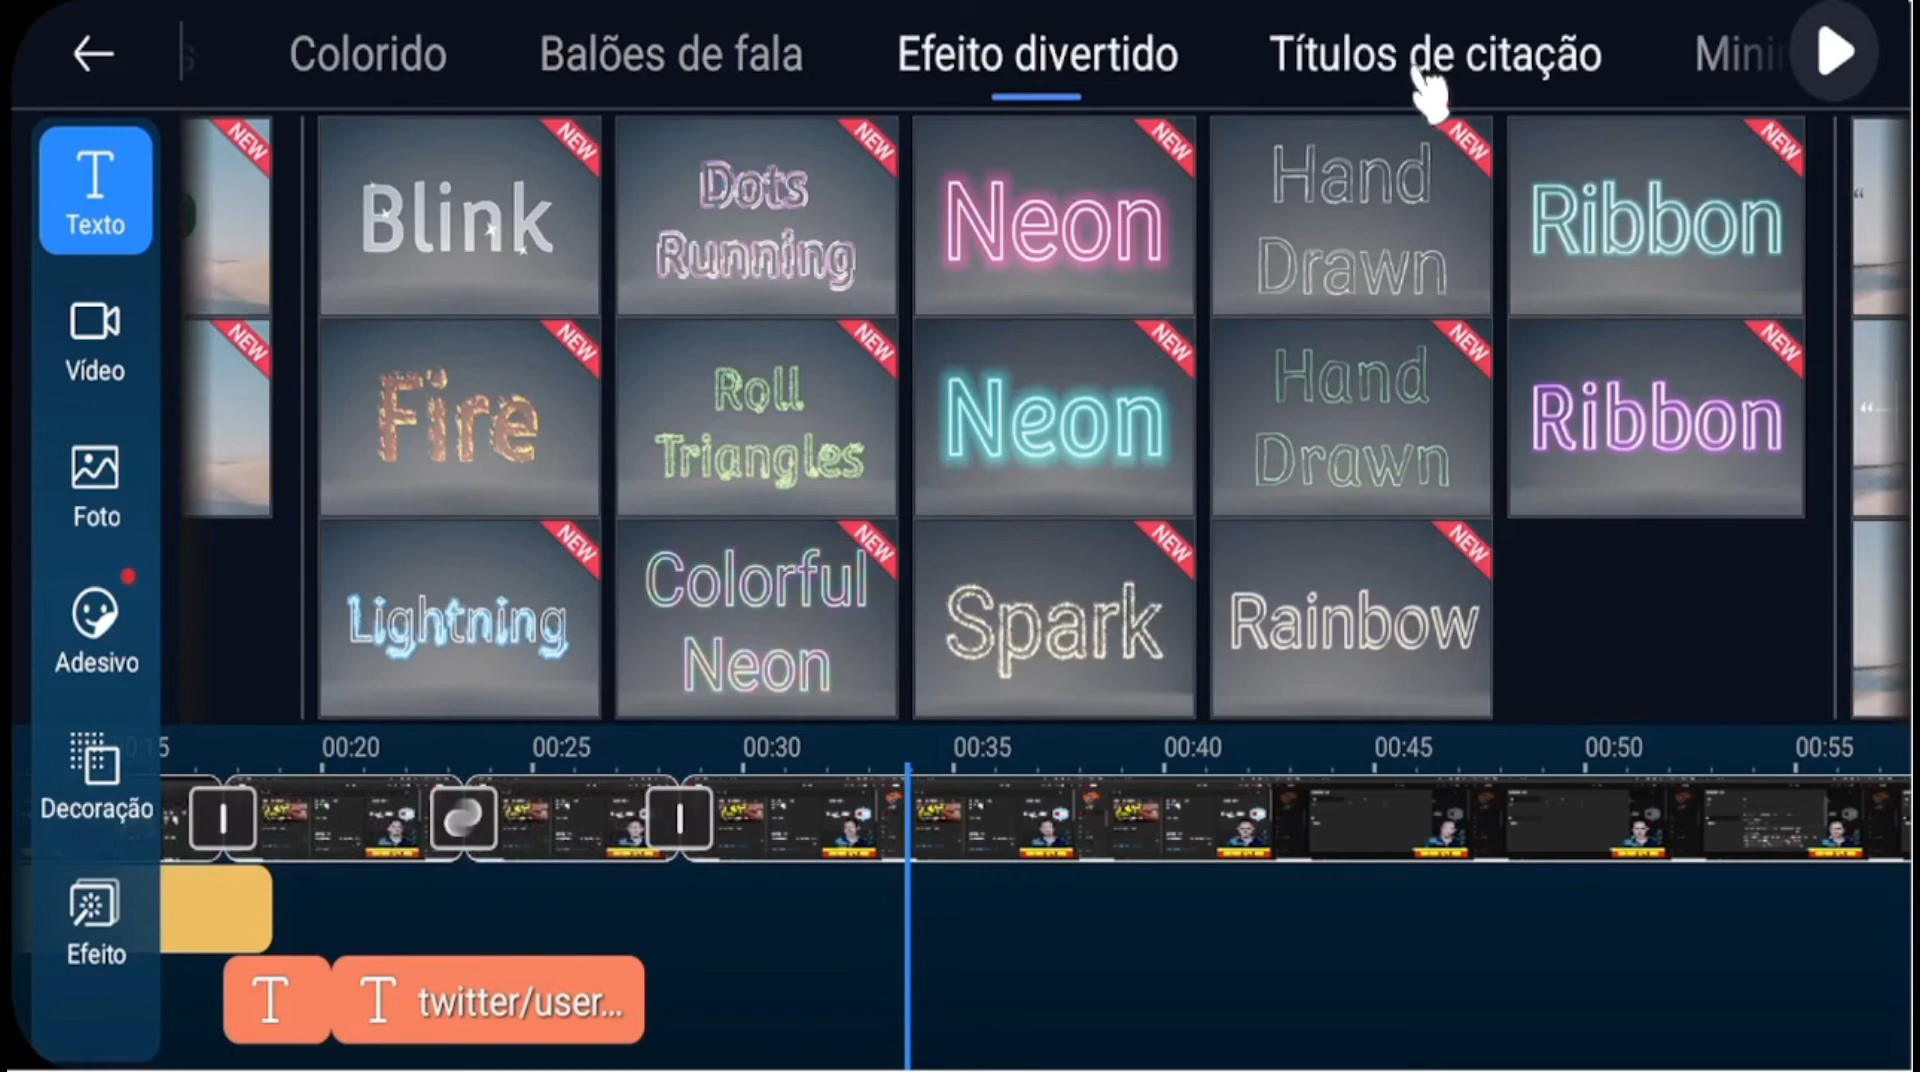 Colorido
Balões de fala
Efeito divertido
Títulos de citação
Texto
Vídeo
Foto
Adesivo
Decoração
Efeito
NEW
NEW
NEW
NEW
NEW
NEW
Blink
Dots
Running
Neon
Hand
Drawn
Ribbon
NEW
NEW
NEW
NEW
NEW
NEW
Fire
Roll
Triangles
Neon
Hand
Drawn
Ribbon
NEW
NEW
NEW
NEW
Lightning
Colorful
Neon
Spark
Rainbow
00:20
00:25
00:30
00:35
00:40
00:45
00:50
00:55
T
T twitter/user...